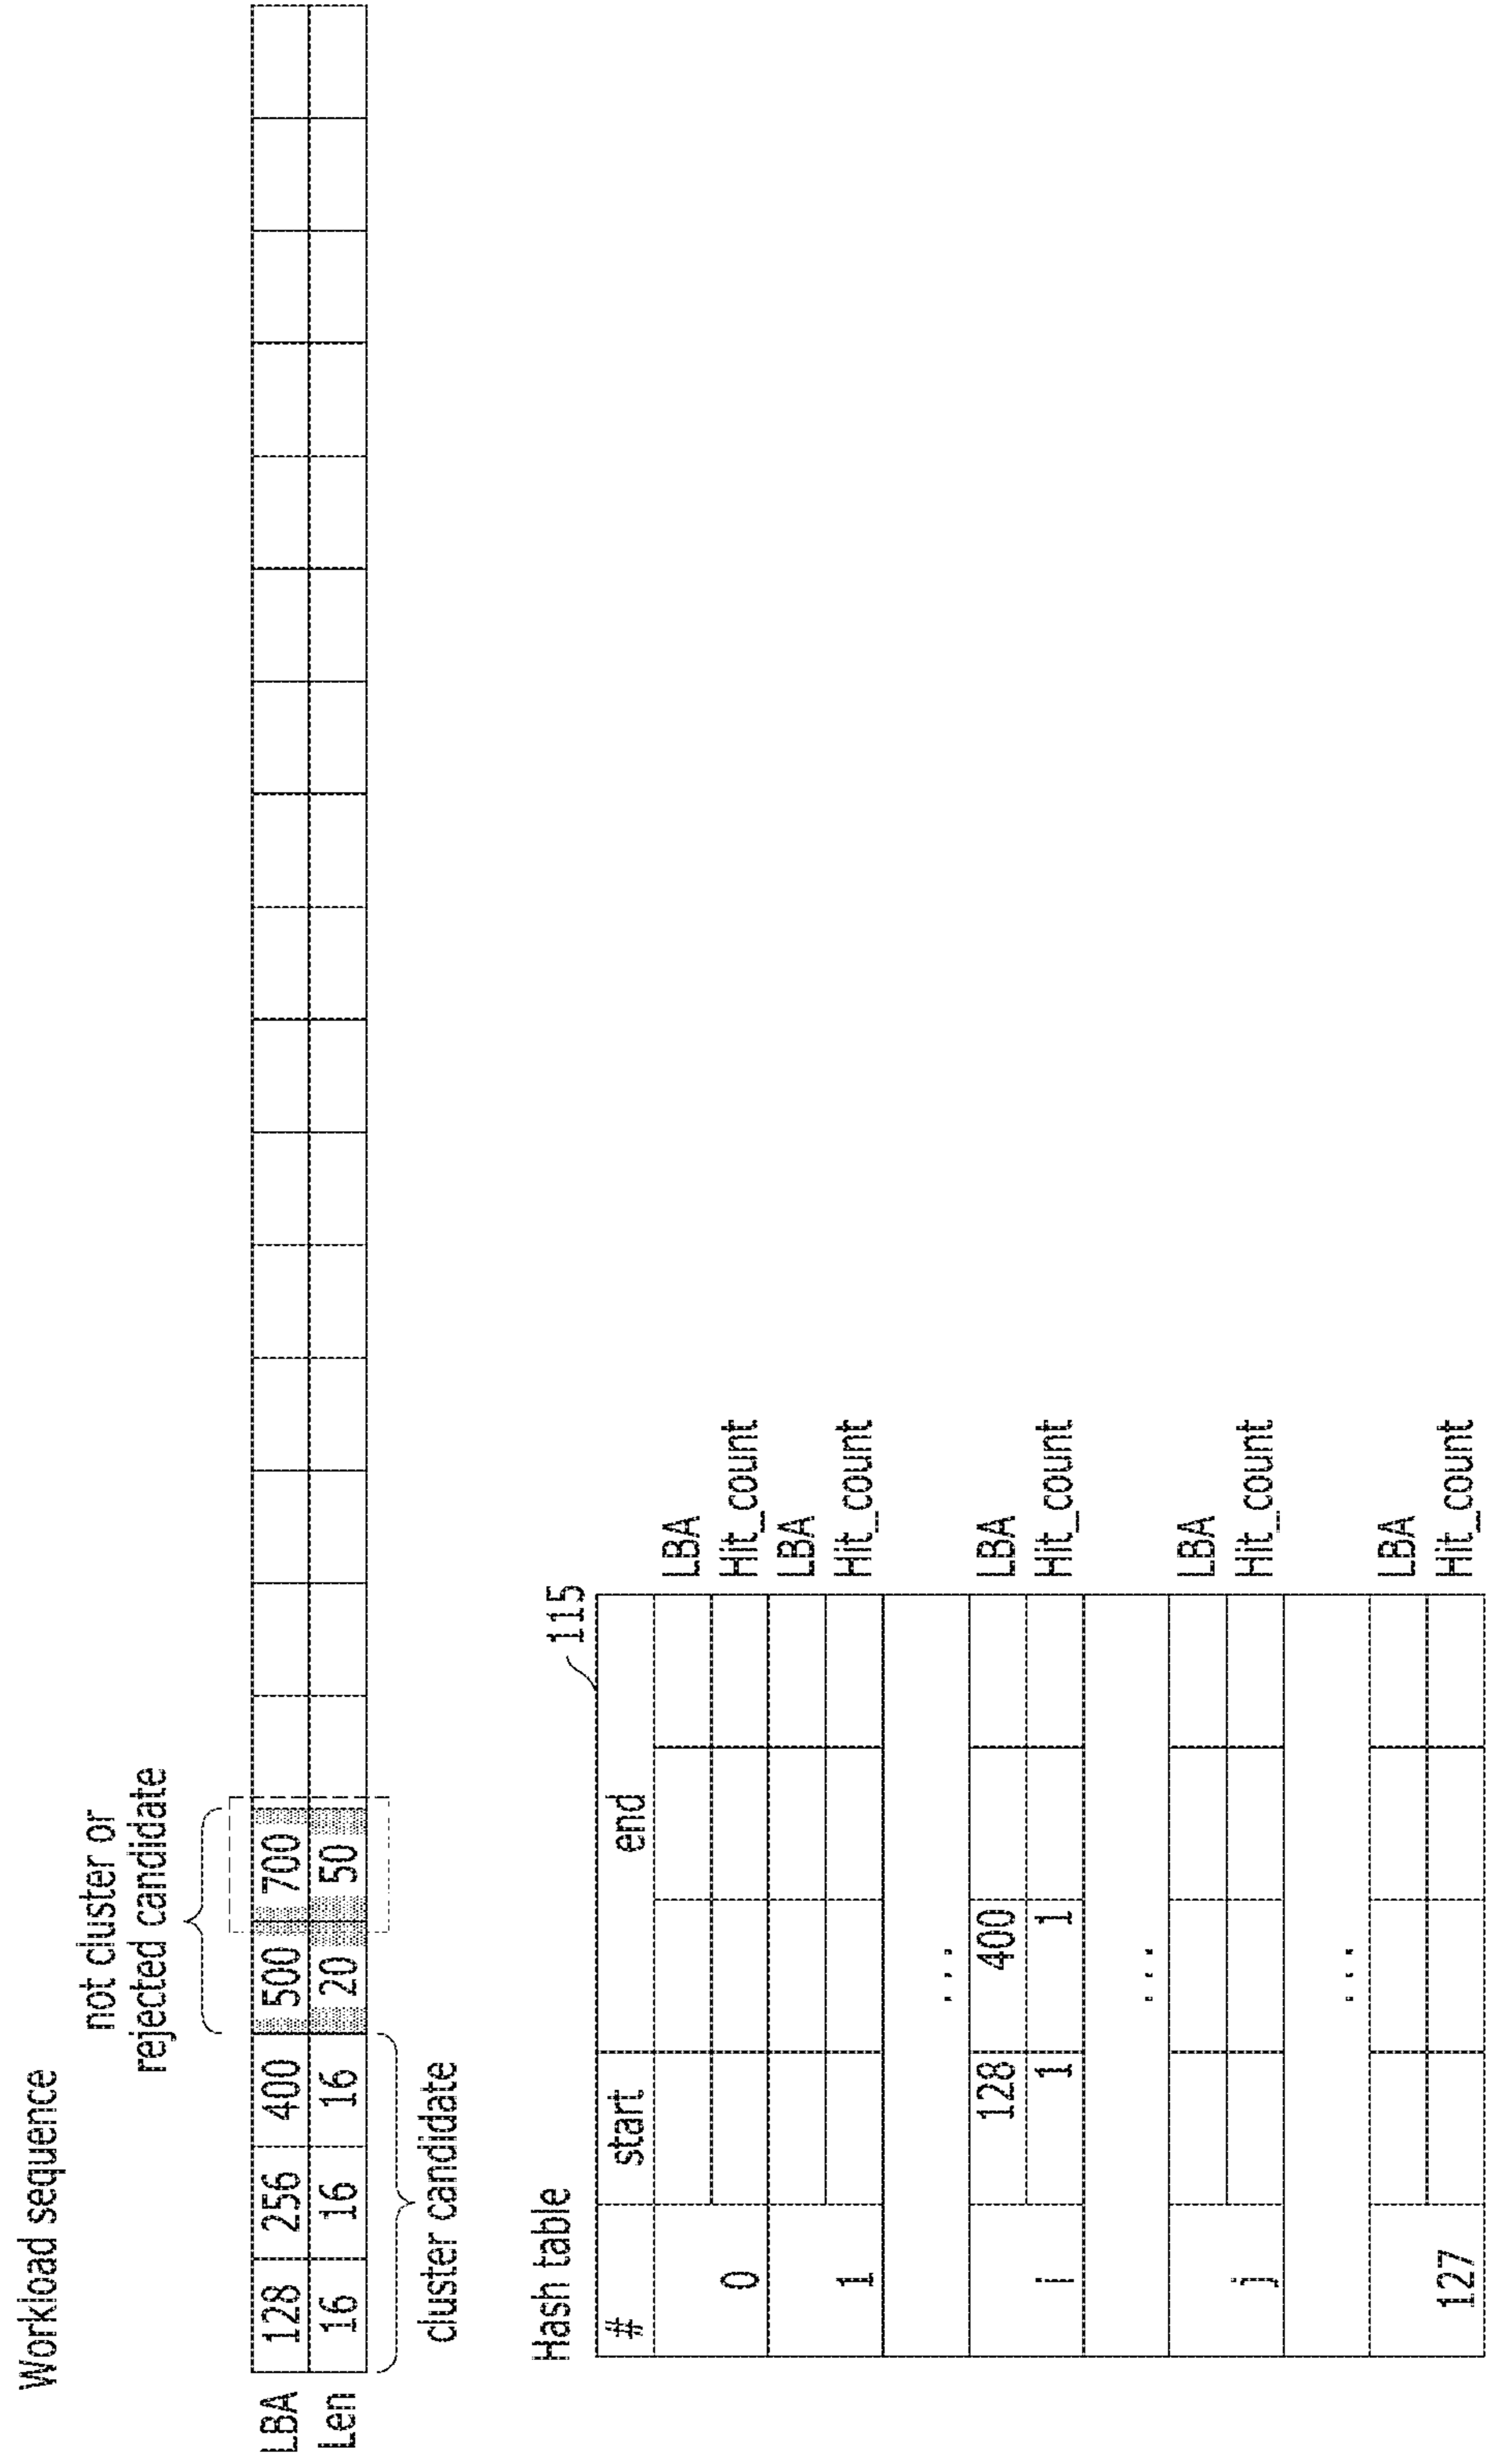 Workload sequence
not cluster or
rejected candidate
LBA 128 256 400 500 700
Len 16 16 16 20 50
cluster candidate
Hash table
115
# start end
LBA
0 Hit_count
LBA
1 Hit_count
...
128 400 LBA
i 1 1 Hit_count
...
LBA
j Hit_count
...
LBA
127 Hit_count